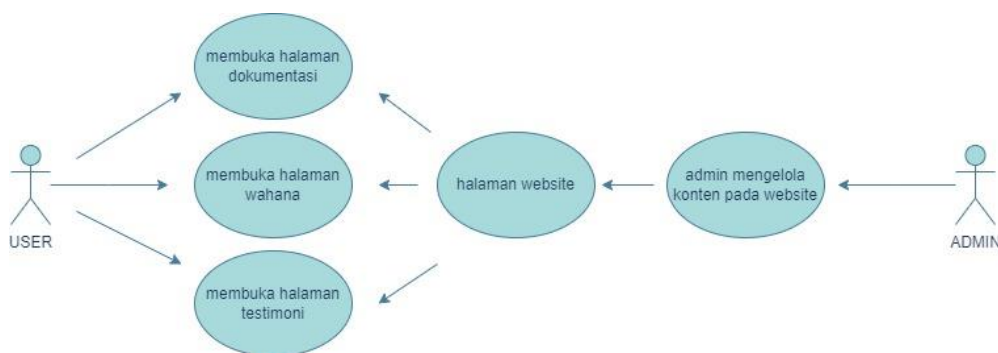 membuka halaman
dokumentasi
USER
membuka halaman
wahana
membuka halaman
testimoni
halaman website
admin mengelola
konten pada website
ADMIN